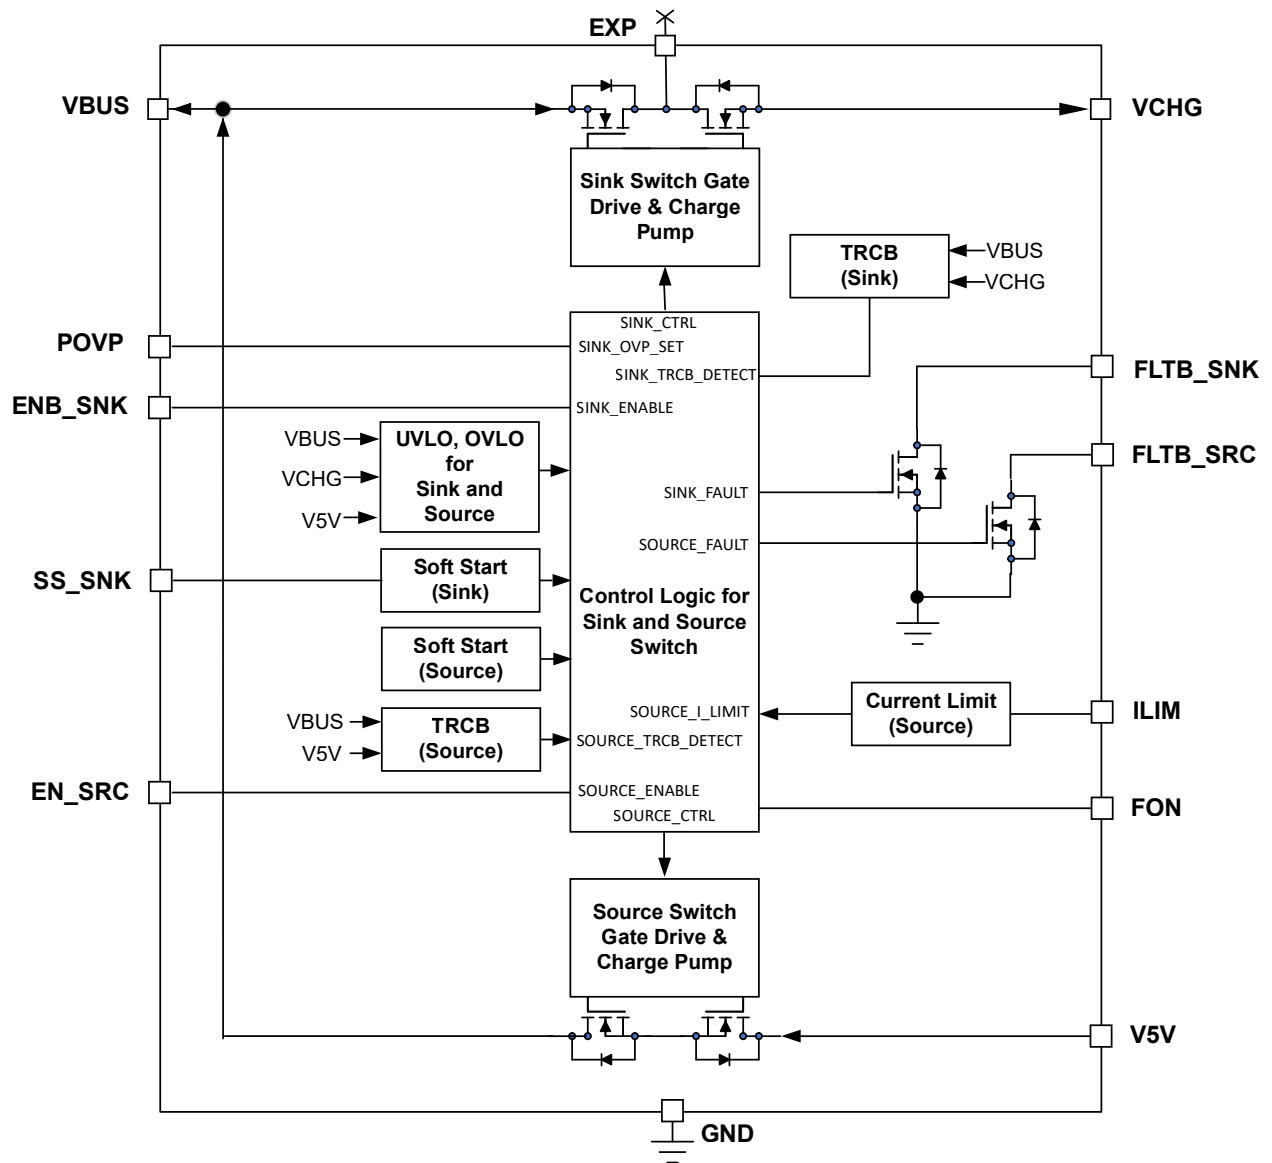 EXP
VBUS
VCHG
Sink Switch Gate
Drive & Charge
Pump
TRCB
(Sink)
VBUS
VCHG
SINK_CTRL
POVP
SINK_OVP_SET
SINK_TRCB_DETECT
FLTB_SNK
ENB_SNK
SINK_ENABLE
VBUS
VCHG
V5V
UVLO, OVLO
for
Sink and
Source
FLTB_SRC
SINK_FAULT
SOURCE_FAULT
SS_SNK
Soft Start
(Sink)
Control Logic for
Sink and Source
Switch
Soft Start
(Source)
SOURCE_I_LIMIT
Current Limit
(Source)
ILIM
VBUS
V5V
TRCB
(Source)
SOURCE_TRCB_DETECT
EN_SRC
SOURCE_ENABLE
SOURCE_CTRL
FON
Source Switch
Gate Drive &
Charge Pump
V5V
GND